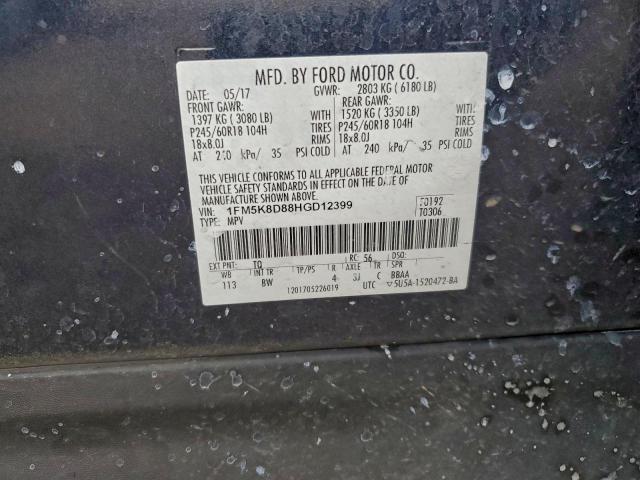 MFD. BY FORD MOTOR CO.
DATE: 05/17 GVWR: 2803 KG ( 6180 LB)
FRONT GAWR: REAR GAWR:
1397 KG ( 3080 LB) WITH 1520 KG ( 3350 LB) WITH
P245/60R18 104H TIRES P245/60R18 104H TIRES
18x8.0J RIMS 18x8.0J RIMS
AT 240 kPa/ 35 PSI COLD AT 240 kPa/ 35 PSI COLD
THIS VEHICLE CONFORMS TO ALL APPLICABLE FEDERAL MOTOR
VEHICLE SAFETY STANDARDS IN EFFECT ON THE DATE OF
MANUFACTURE SHOWN ABOVE.
VIN: 1FM5K8D88HGD12399 F0192
TYPE: MPV T0306
EXT PNT: RC: 56 DSO:
WB INT TR TP/PS R AXLE TR SPR
113 BW 4 3J C BBAA
1201705226019 UTC ▽5U5A-1520472-BA